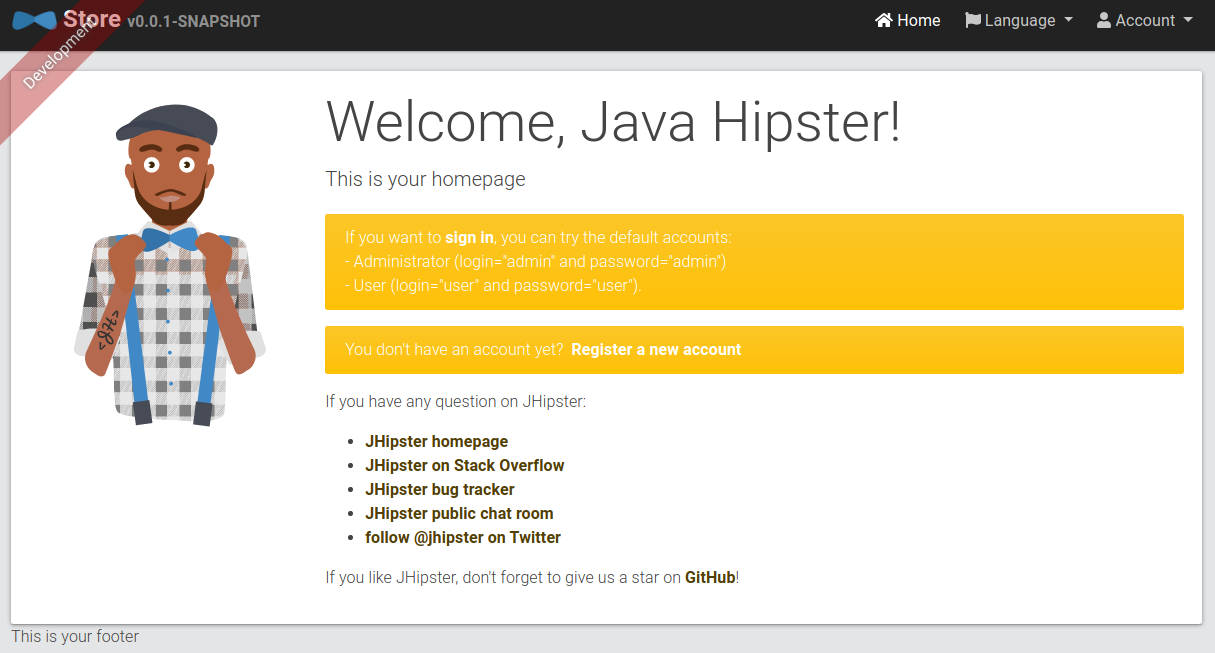 Store v0.0.1-SNAPSHOT
Home
Language
Account
Development
Welcome, Java Hipster!
This is your homepage
If you want to sign in, you can try the default accounts:
- Administrator (login="admin" and password="admin")
- User (login="user" and password="user").
You don't have an account yet? Register a new account
If you have any question on JHipster:
• JHipster homepage
• JHipster on Stack Overflow
• JHipster bug tracker
• JHipster public chat room
• follow @jhipster on Twitter
If you like JHipster, don't forget to give us a star on GitHub!
<JH>
This is your footer